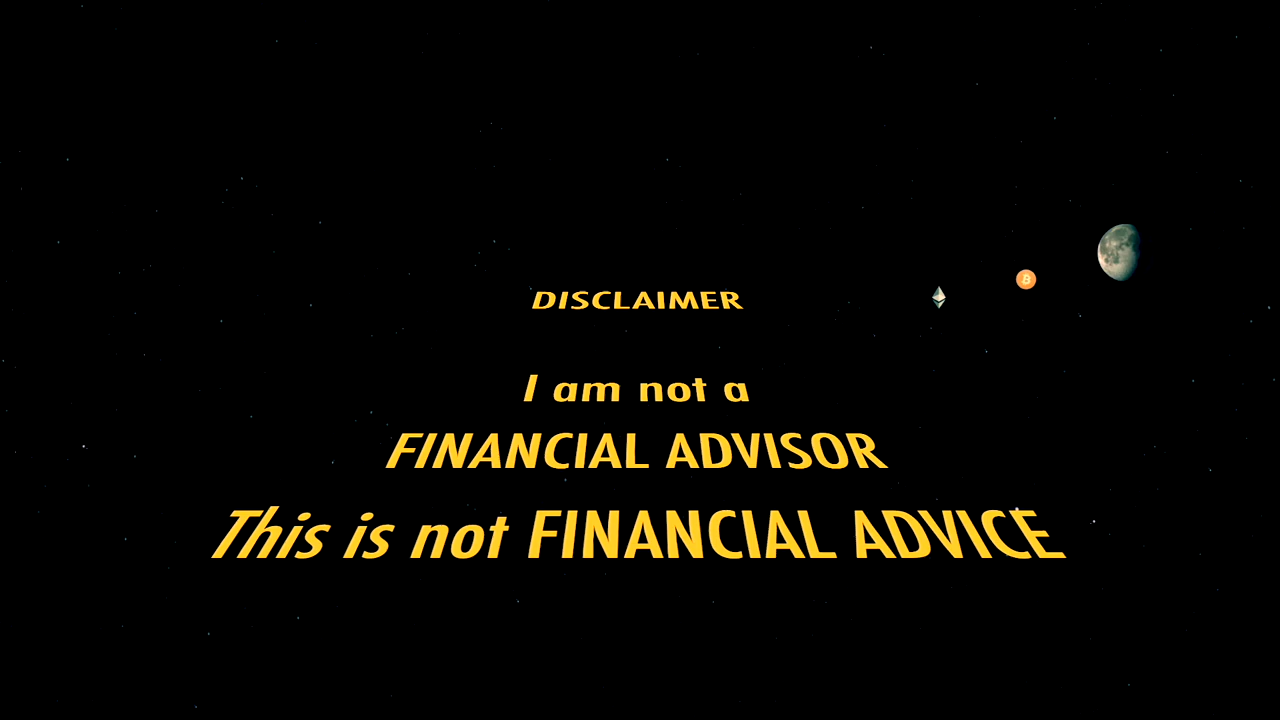 DISCLAIMER
I am not a
FINANCIAL ADVISOR
This is not FINANCIAL ADVICE